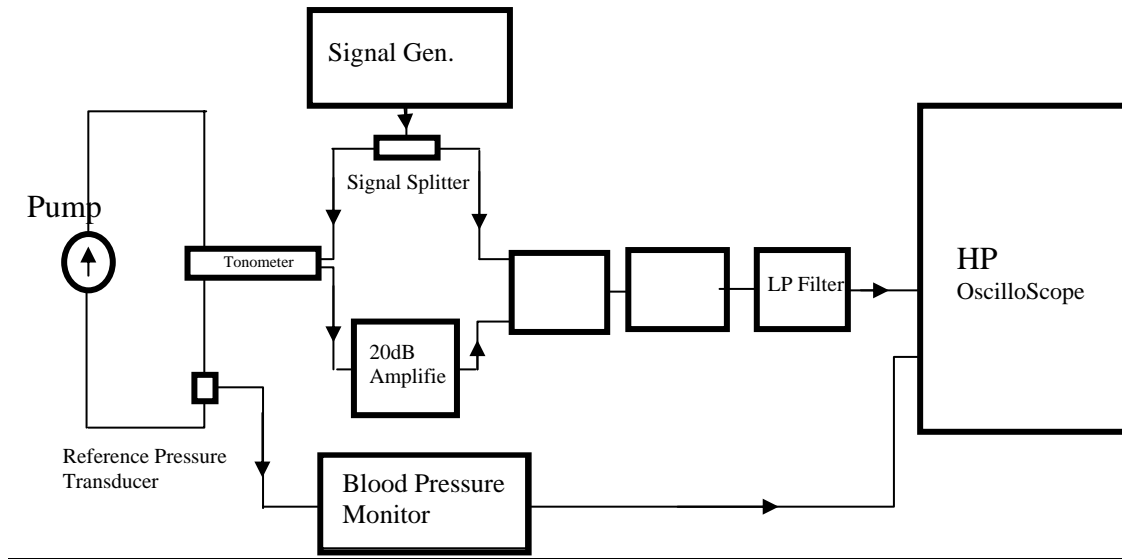 Signal Gen.
Signal Splitter
Pump
Tonometer
HP
OscilloScope
LP Filter
20dB
Amplifie
Reference Pressure
Transducer
Blood Pressure
Monitor